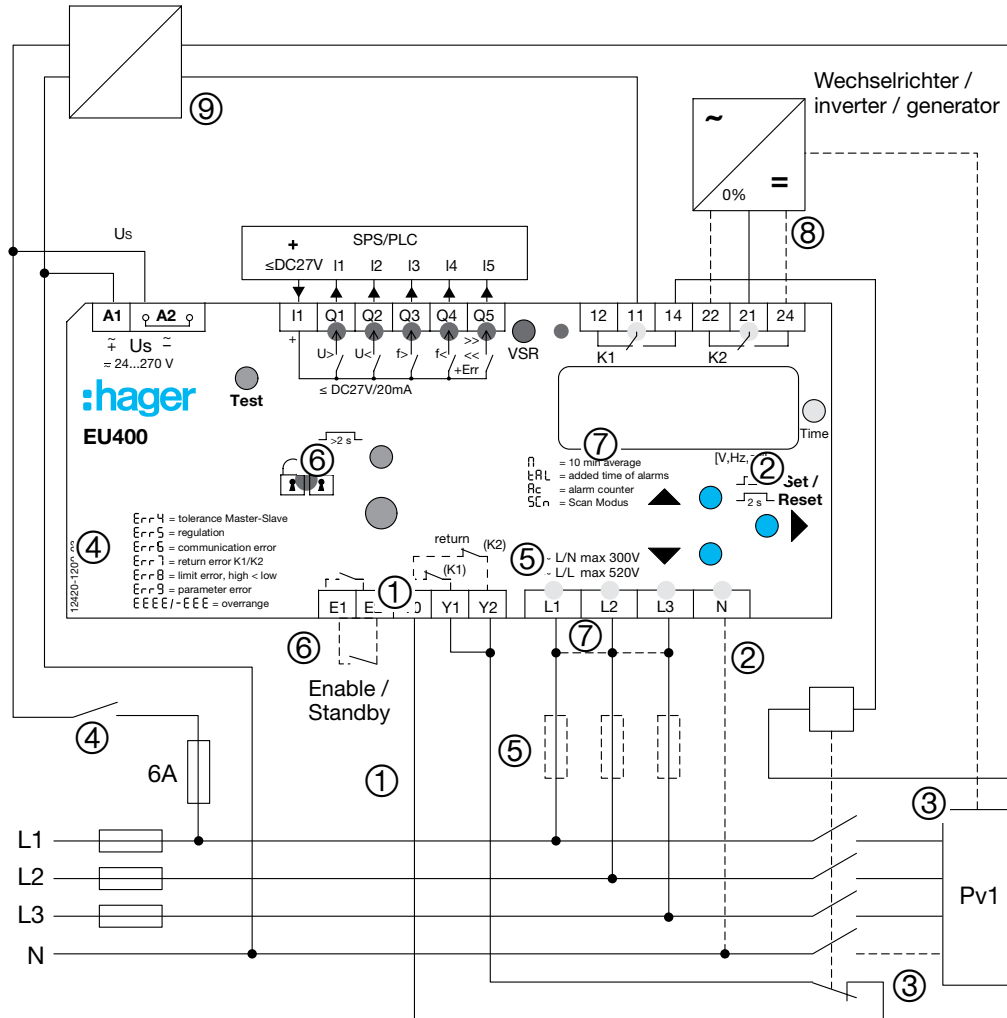 ⑨
Wechselrichter /
inverter / generator
~
=
0%
⑧
Us
SPS/PLC
+
≤DC27V I1 I2 I3 I4 I5
A1 A2
I1 Q1 Q2 Q3 Q4 Q5
12 11 14 22 21 24
+ Us
≂ 24...270 V
+
U> U< f> f< >>
<<
+Err
VSR
K1 K2
≤ DC27V/20mA
Test
:hager
EU400
Time
>2 s
⑥
⑦
[V,Hz,
②
n = 10 min average
tAL = added time of alarms
Ac = alarm counter
SCn = Scan Modus
Set /
Reset
2 s
④
Err4 = tolerance Master-Slave
Err5 = regulation
Err6 = communication error
Err7 = return error K1/K2
Err8 = limit error, high < low
Err9 = parameter error
EEEE/-EEE = overrange
return (K2)
(K1)
⑤
L/N max 300V
L/L max 520V
①
E1 Y1 Y2
L1 L2 L3 N
⑥
⑦
②
Enable /
Standby
④
⑤
6A
①
③
L1
L2
L3
N
Pv1
③